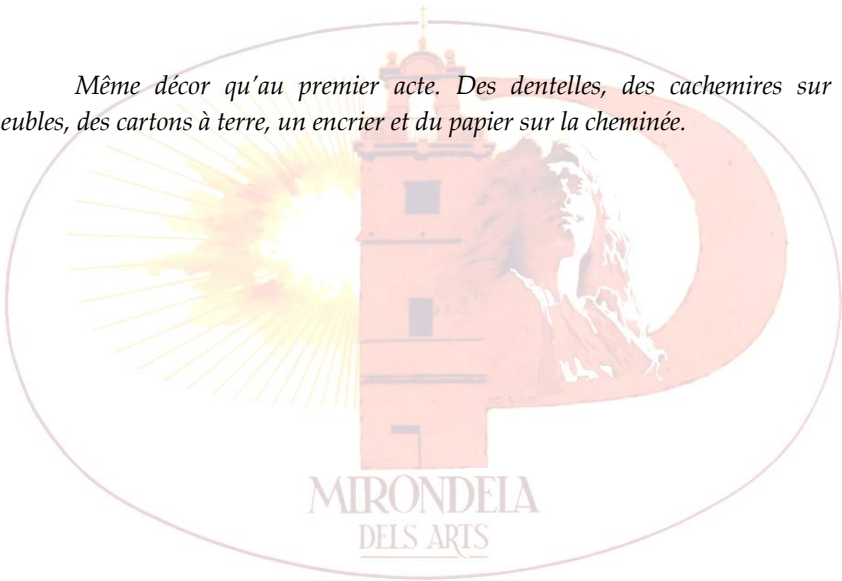 Même décor qu’au premier acte. Des dentelles, des cachemires sur
eubles, des cartons à terre, un encrier et du papier sur la cheminée.
MIRONDELA
DELS ARTS